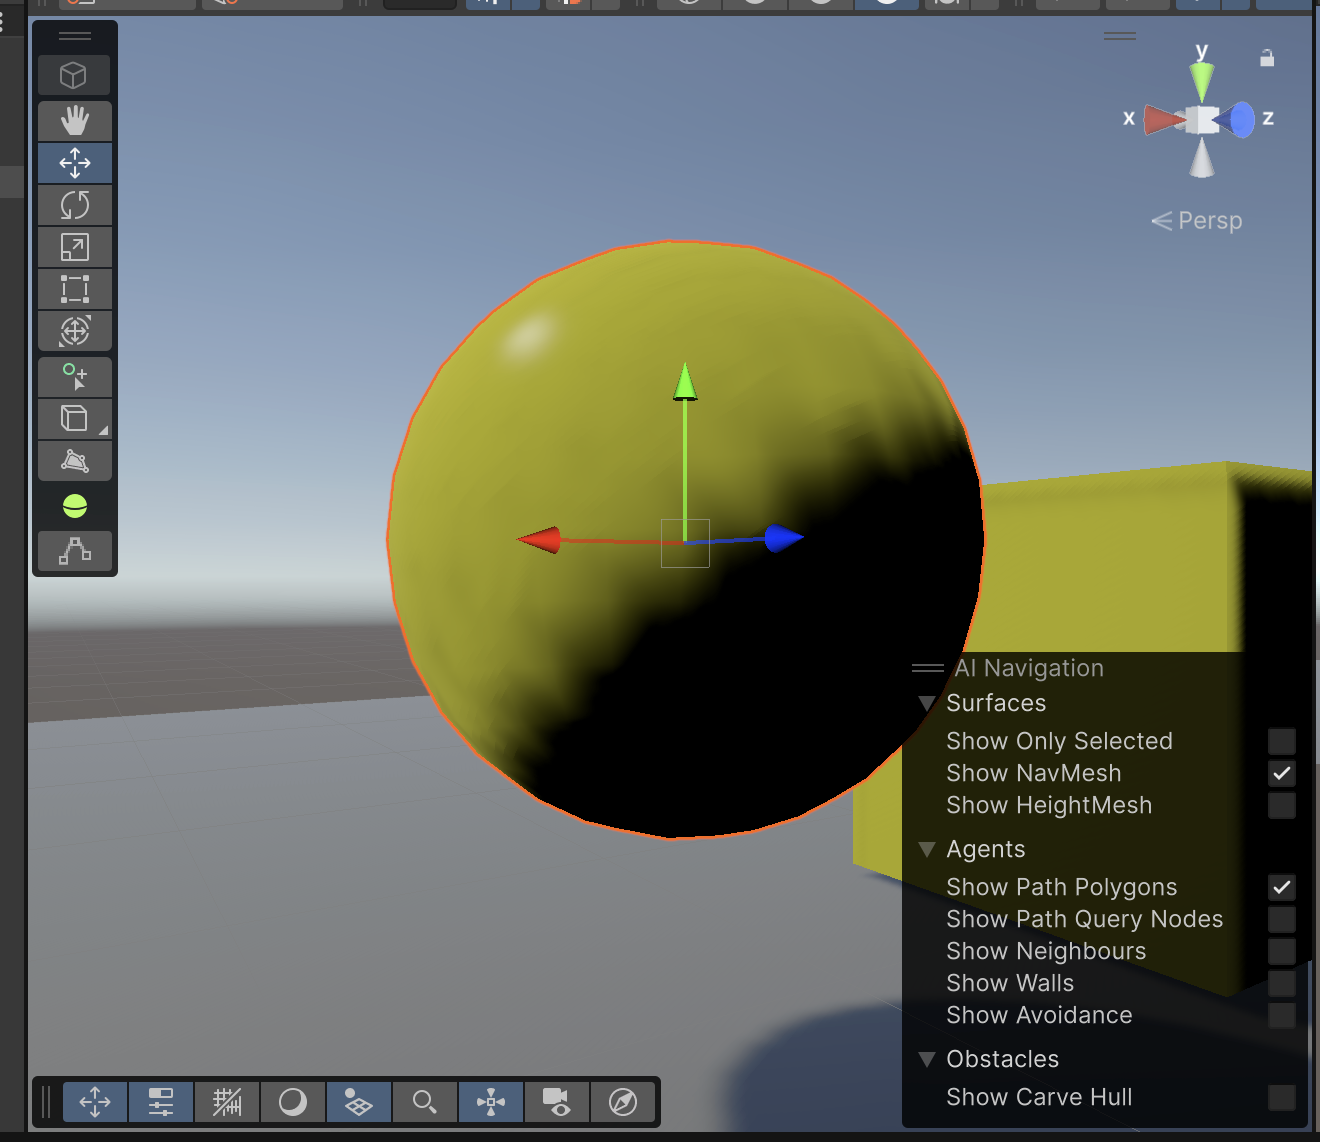 y
x
z
Persp
AI Navigation
Surfaces
Show Only Selected
Show NavMesh
Show HeightMesh
Agents
Show Path Polygons
Show Path Query Nodes
Show Neighbours
Show Walls
Show Avoidance
Obstacles
Show Carve Hull